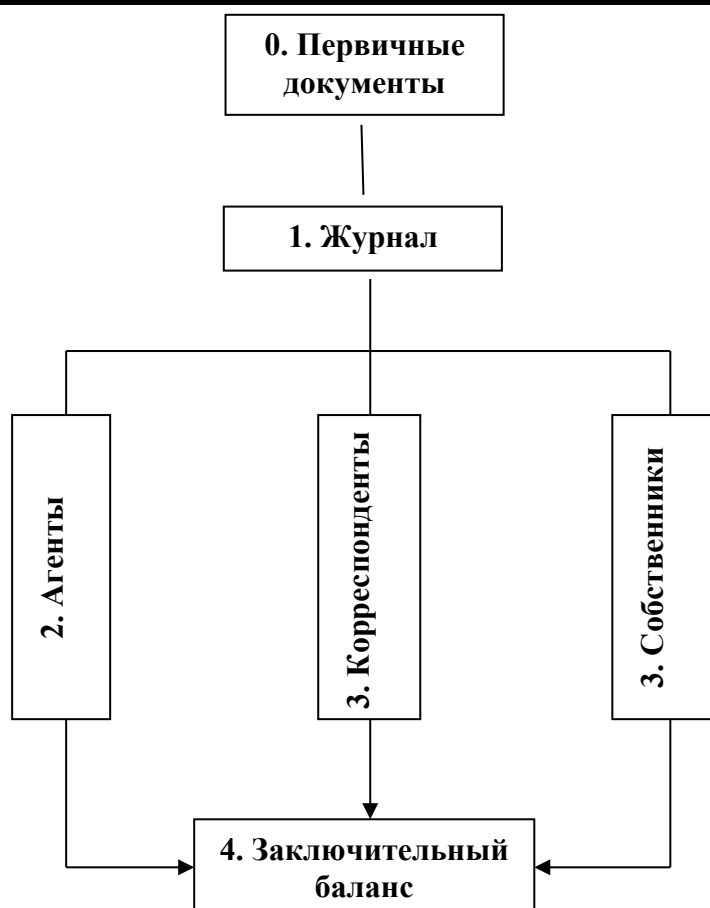 0. Первичные
документы
1. Журнал
2. Агенты
3. Корреспонденты
3. Собственники
4. Заключительный
баланс